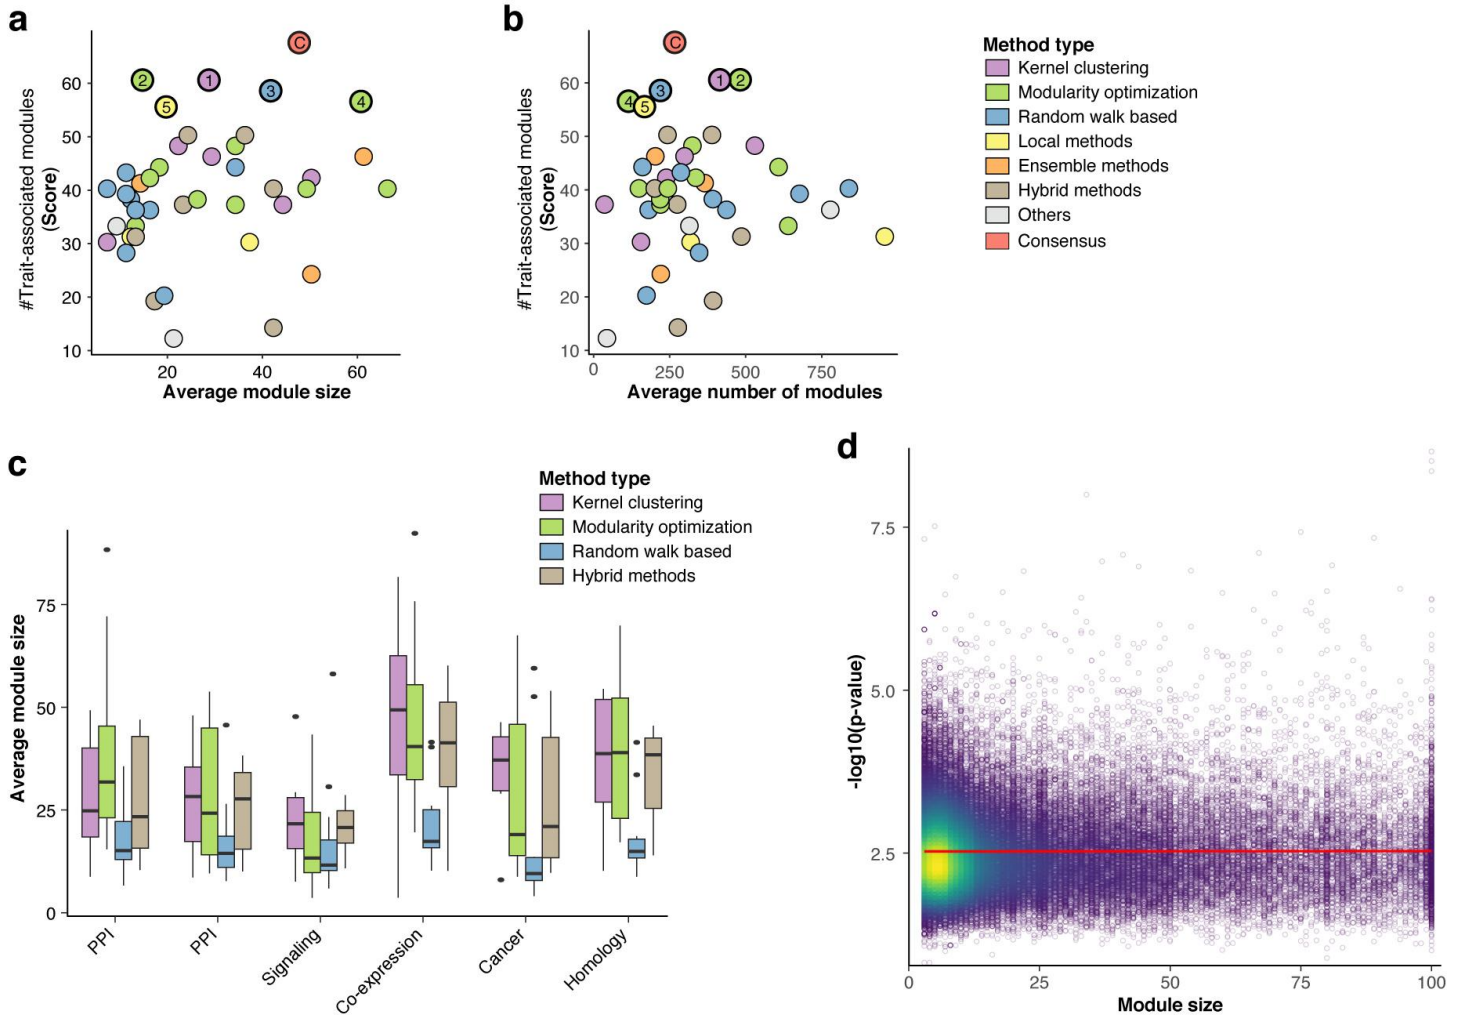 a
#Trait-associated modules
(Score)
60
50
40
30
20
10
20
40
60
Average module size
C
2
1
3
5
4
b
#Trait-associated modules
(Score)
60
50
40
30
20
10
0
250
500
750
Average number of modules
C
1
2
3
4
5
Method type
Kernel clustering
Modularity optimization
Random walk based
Local methods
Ensemble methods
Hybrid methods
Others
Consensus
c
Method type
Kernel clustering
Modularity optimization
Random walk based
Hybrid methods
Average module size
75
50
25
0
PPI
PPI
Signaling
Co-expression
Cancer
Homology
d
-log10(p-value)
7.5
5.0
2.5
0
25
50
75
100
Module size